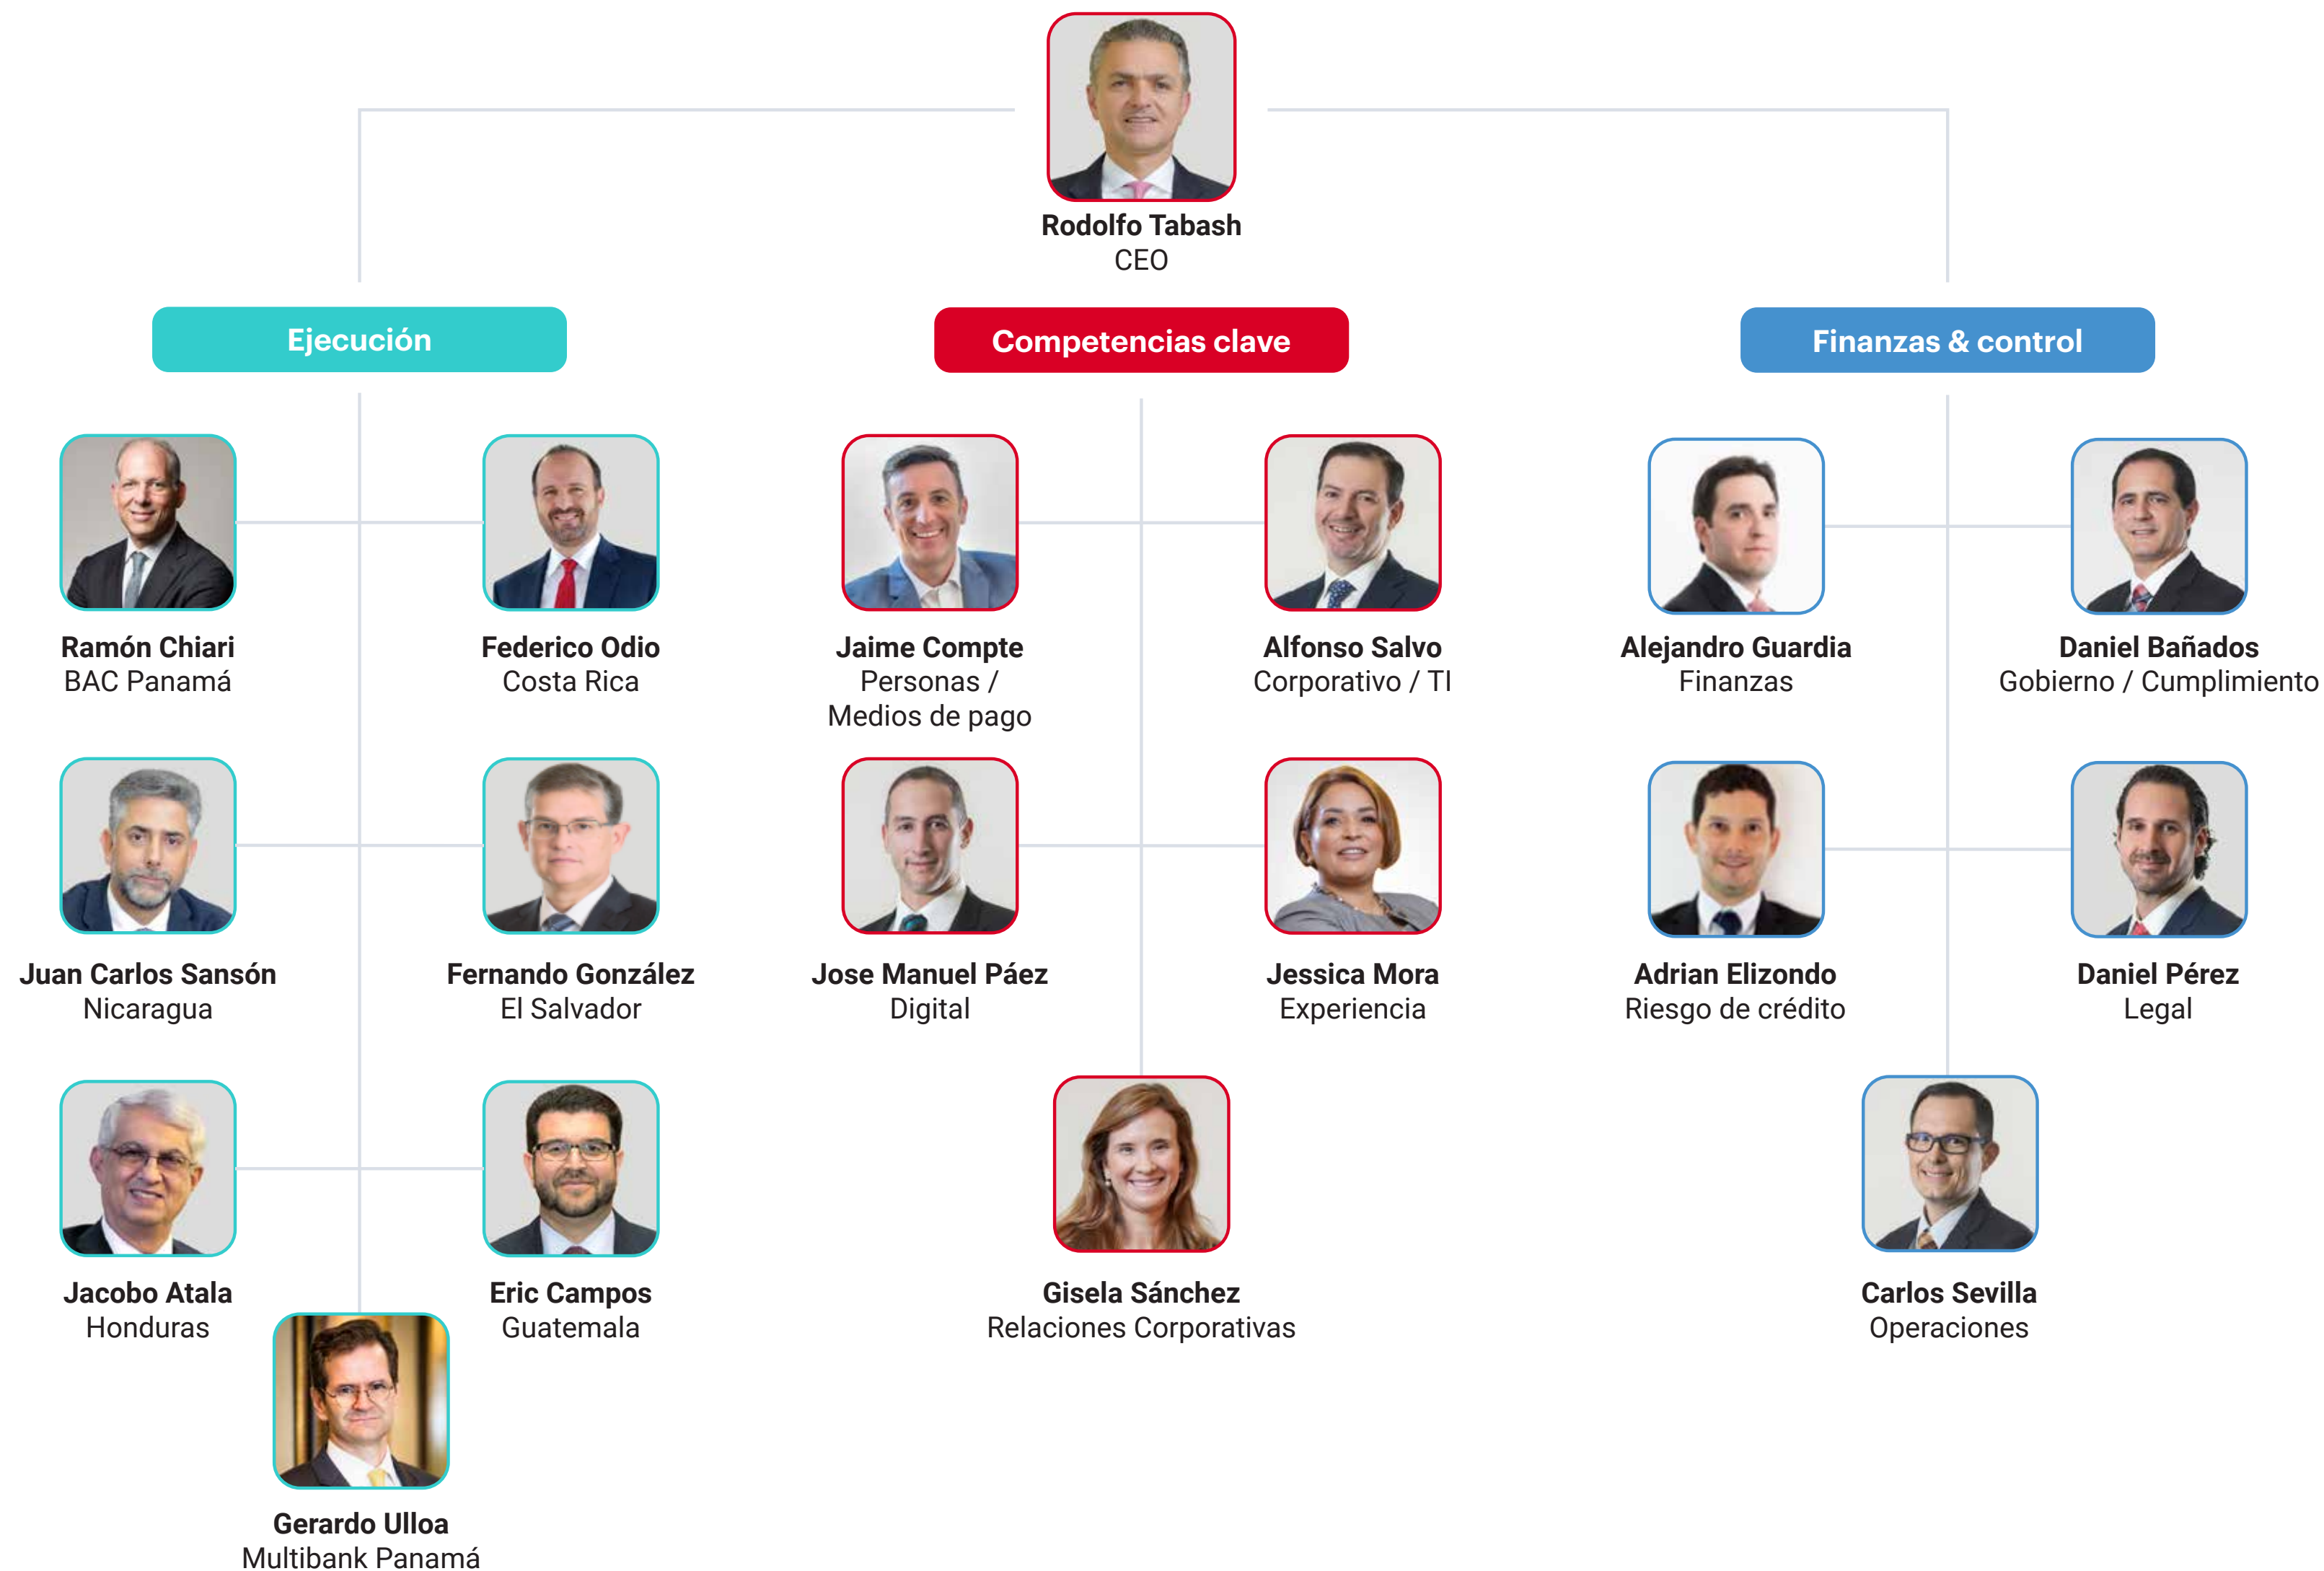 Rodolfo Tabash
CEO
Ejecución
Competencias clave
Finanzas & control
Ramón Chiari
BAC Panamá
Federico Odio
Costa Rica
Jaime Compte
Personas /
Medios de pago
Alfonso Salvo
Corporativo / TI
Alejandro Guardia
Finanzas
Daniel Bañados
Gobierno / Cumplimiento
Juan Carlos Sansón
Nicaragua
Fernando González
El Salvador
Jose Manuel Páez
Digital
Jessica Mora
Experiencia
Adrian Elizondo
Riesgo de crédito
Daniel Pérez
Legal
Jacobo Atala
Honduras
Eric Campos
Guatemala
Gisela Sánchez
Relaciones Corporativas
Carlos Sevilla
Operaciones
Gerardo Ulloa
Multibank Panamá